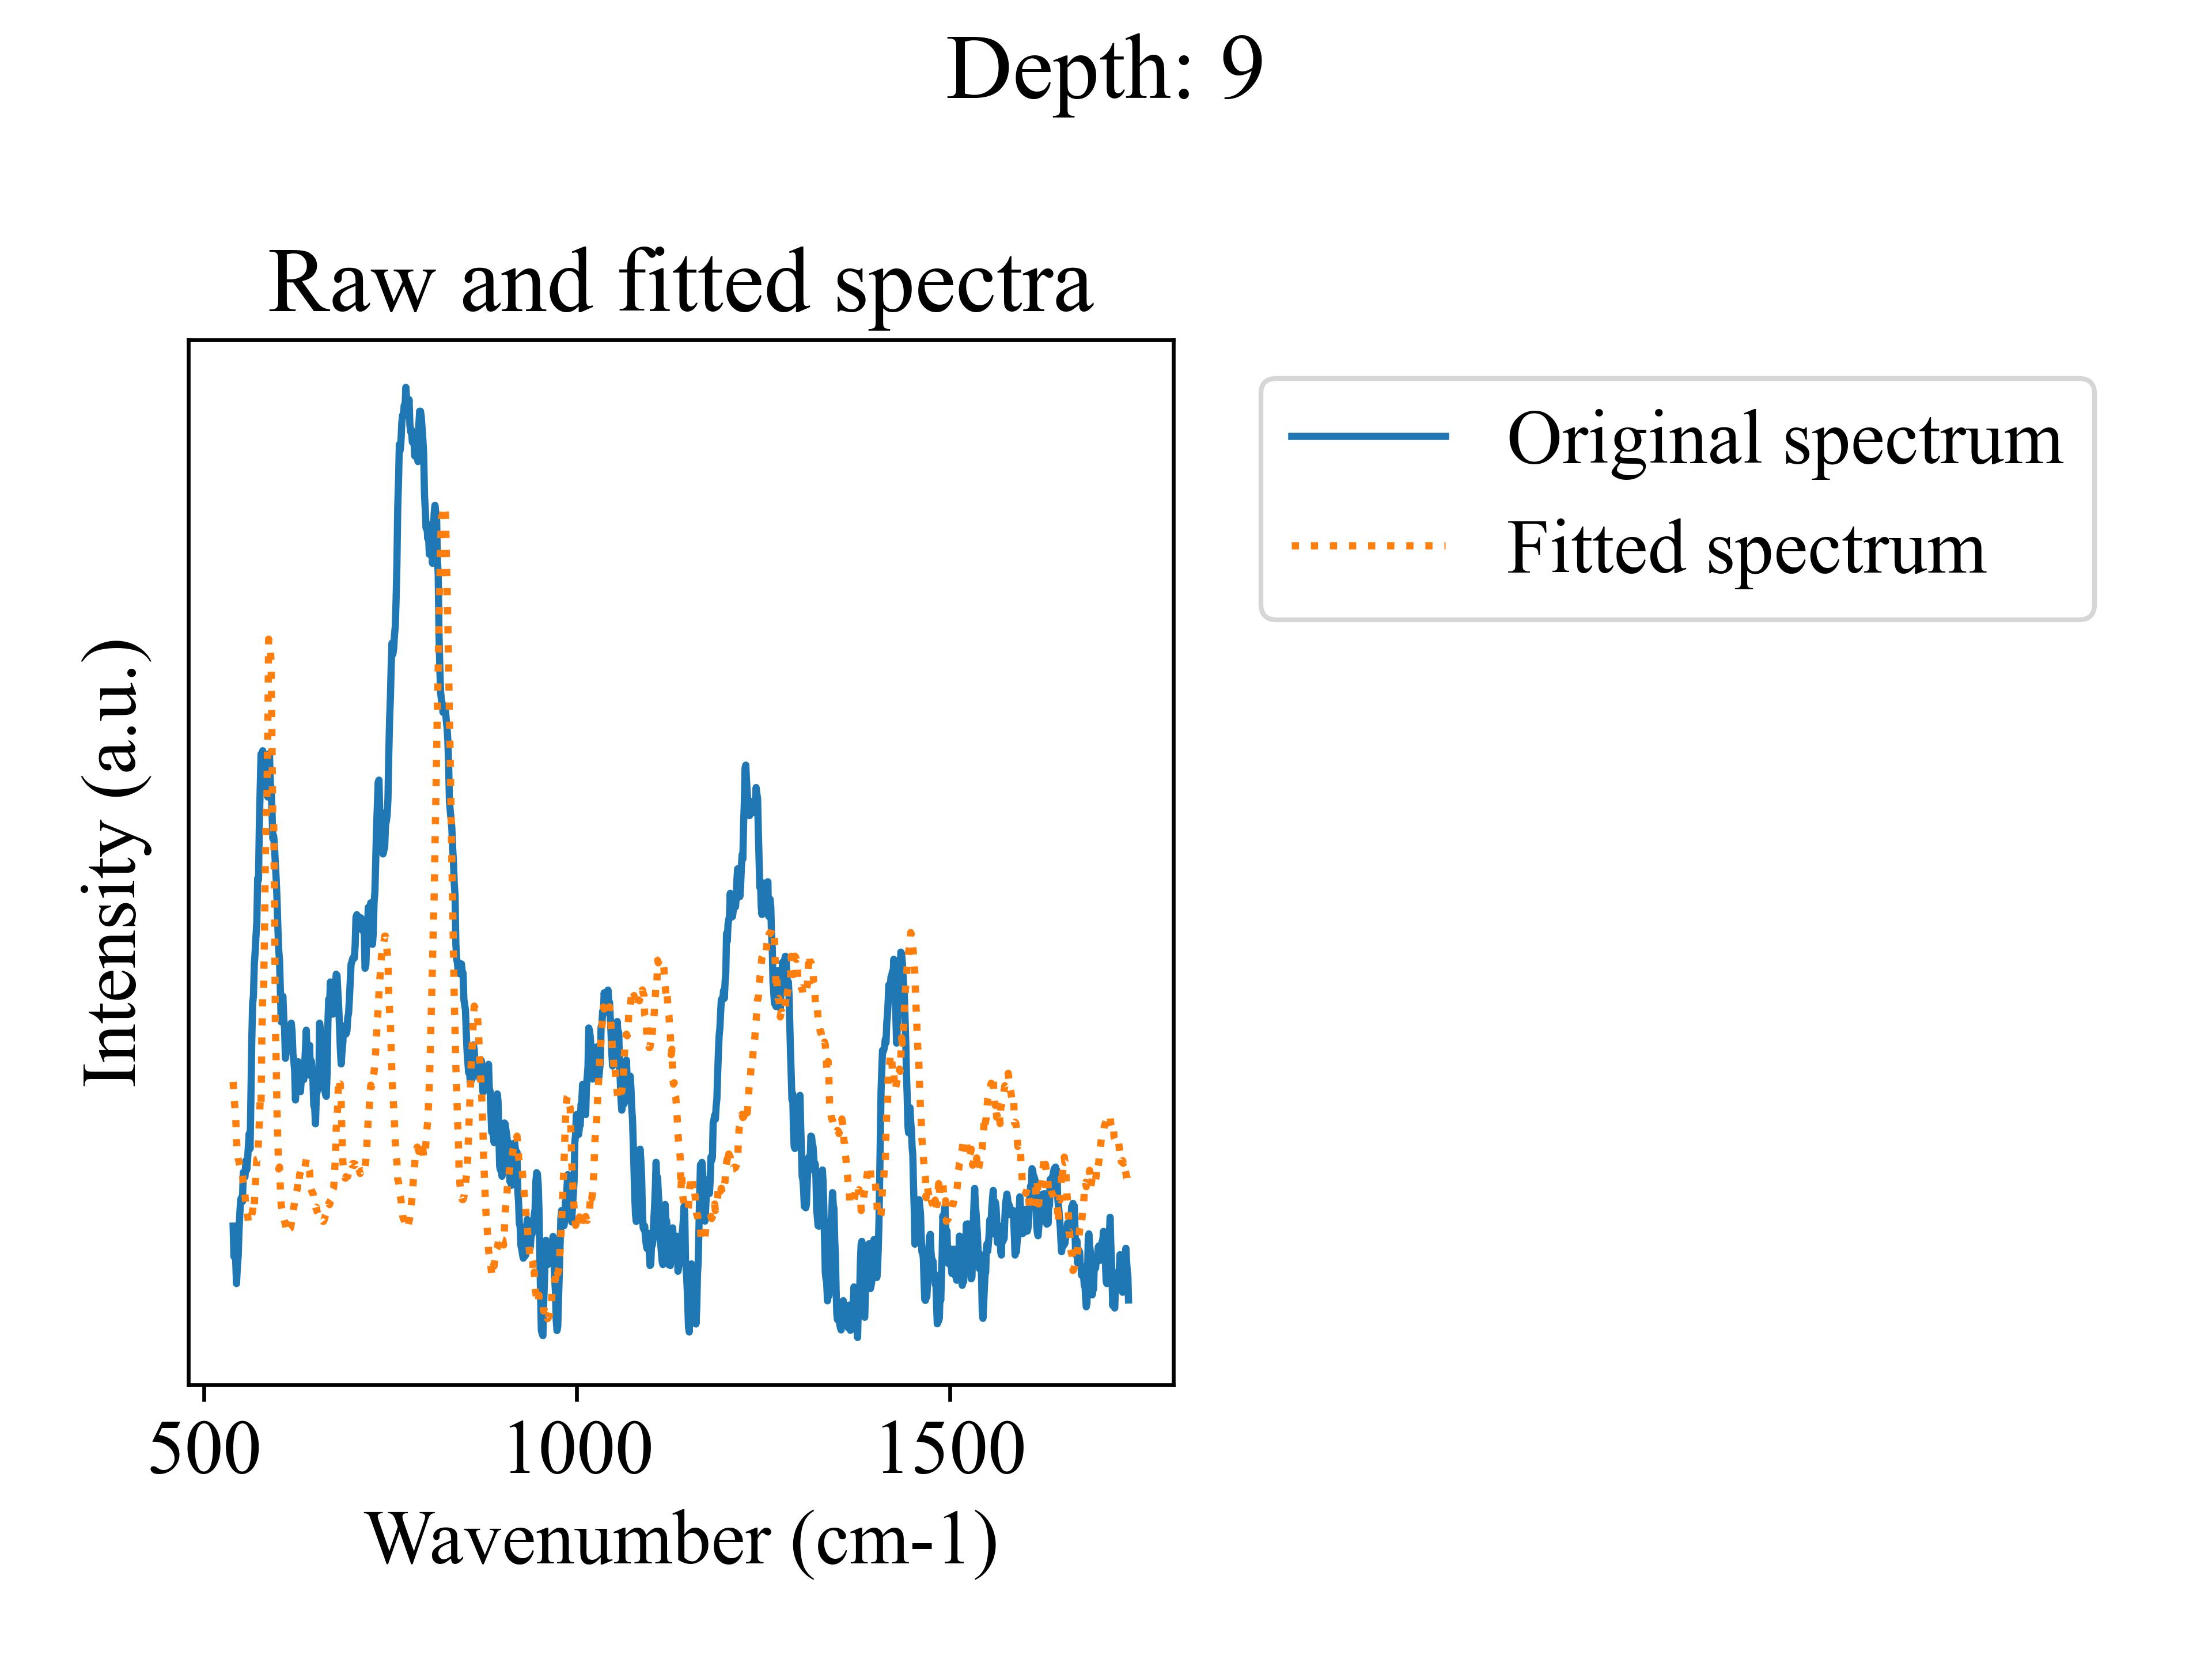 Depth: 9
Raw and fitted spectra
Original spectrum
Fitted spectrum
Intensity (a.u.)
500 1000 1500
Wavenumber (cm-1)